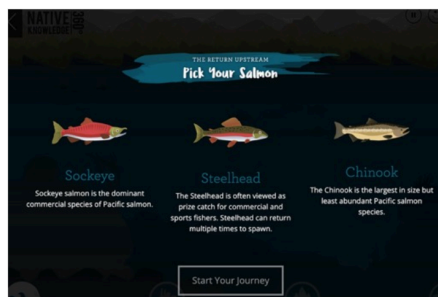 NATIVE
KNOWLEDGE
360°
THE RETURN UPSTREAM
Pick Your Salmon
Sockeye
Sockeye salmon is the dominant
commercial species of Pacific salmon.
Steelhead
The Steelhead is often viewed as
prize catch for commercial and
sports fishers. Steelhead can return
multiple times to spawn.
Chinook
The Chinook is the largest in size but
least abundant Pacific salmon
species.
Start Your Journey